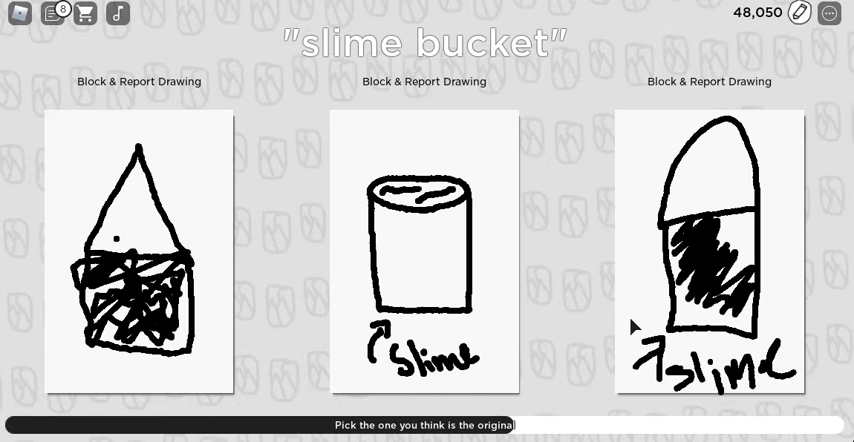 8
48,050
"slime bucket"
Block & Report Drawing
Block & Report Drawing
Block & Report Drawing
Slime
slime
Pick the one you think is the original